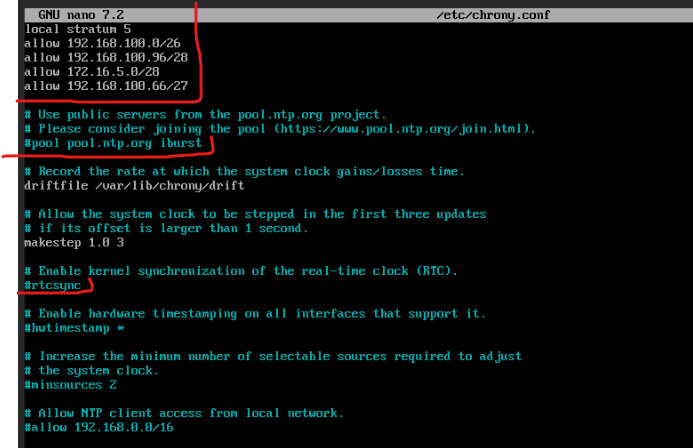 GNU nano 7.2 /etc/chrony.conf
local stratum 5
allow 192.168.100.0/26
allow 192.168.100.96/28
allow 172.16.5.0/28
allow 192.168.100.66/27
# Use public servers from the pool.ntp.org project.
# Please consider joining the pool (https://www.pool.ntp.org/join.html).
#pool pool.ntp.org iburst
# Record the rate at which the system clock gains/losses time.
driftfile /var/lib/chrony/drift
# Allow the system clock to be stepped in the first three updates
# if its offset is larger than 1 second.
makestep 1.0 3
# Enable kernel synchronization of the real-time clock (RTC).
#rtcsync
# Enable hardware timestamping on all interfaces that support it.
#hwtimestamp *
# Increase the minimum number of selectable sources required to adjust
# the system clock.
#minsources 2
# Allow NTP client access from local network.
#allow 192.168.0.0/16